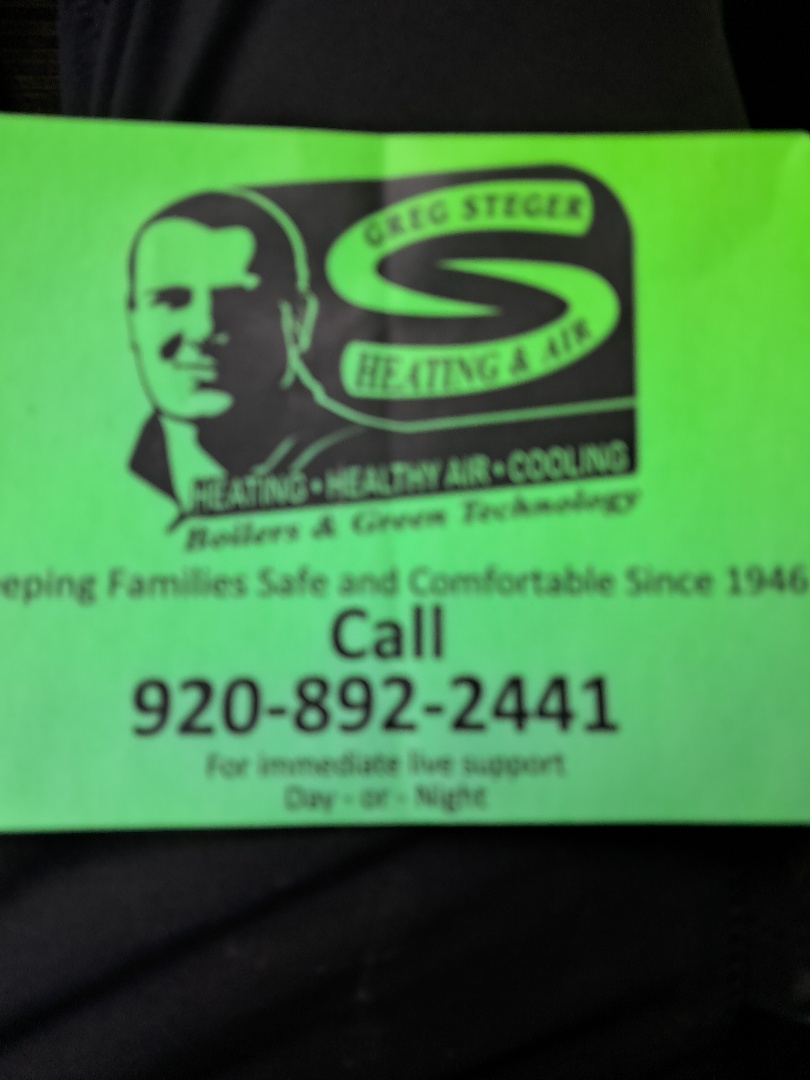 GREG STEGER
HEATING & AIR
HEATING • HEALTHY AIR • COOLING
Boilers & Green Technology
eeping Families Safe and Comfortable Since 1946
Call
920-892-2441
For immediate live support
Day - or - Night